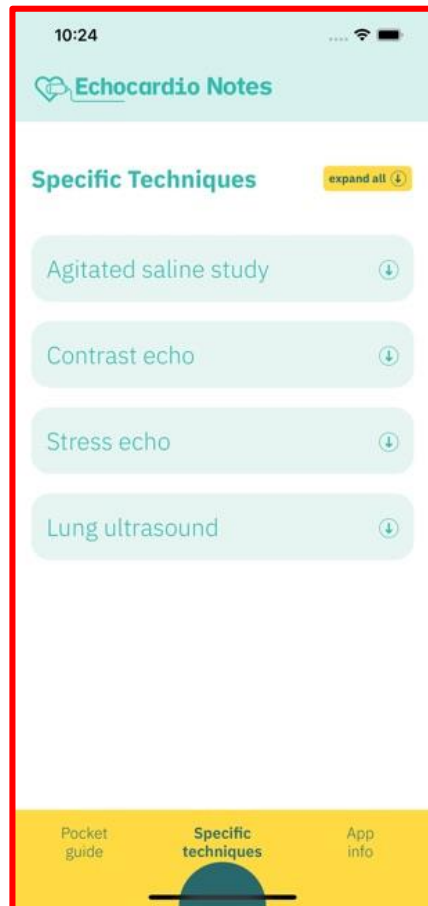 10:24
Echocardio Notes
Specific Techniques
expand all
Agitated saline study
Contrast echo
Stress echo
Lung ultrasound
Pocket
guide
Specific
techniques
App
info